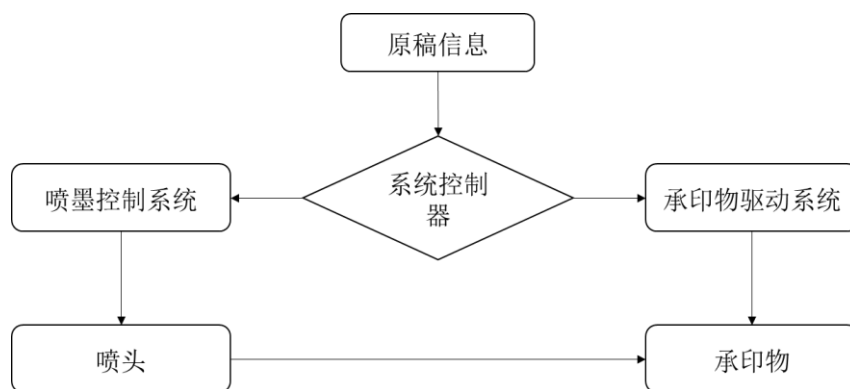 原稿信息
系统控制
器
喷墨控制系统
承印物驱动系统
喷头
承印物